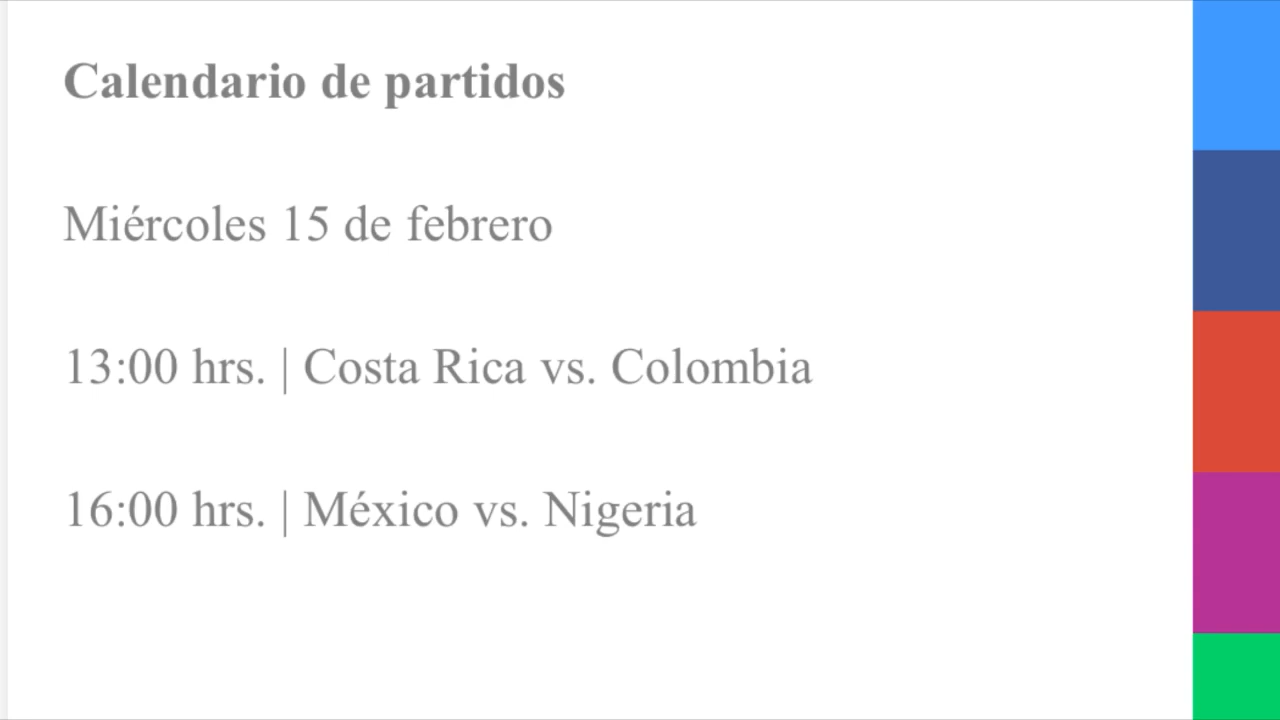 Calendario de partidos
Miércoles 15 de febrero
13:00 hrs. | Costa Rica vs. Colombia
16:00 hrs. | México vs. Nigeria